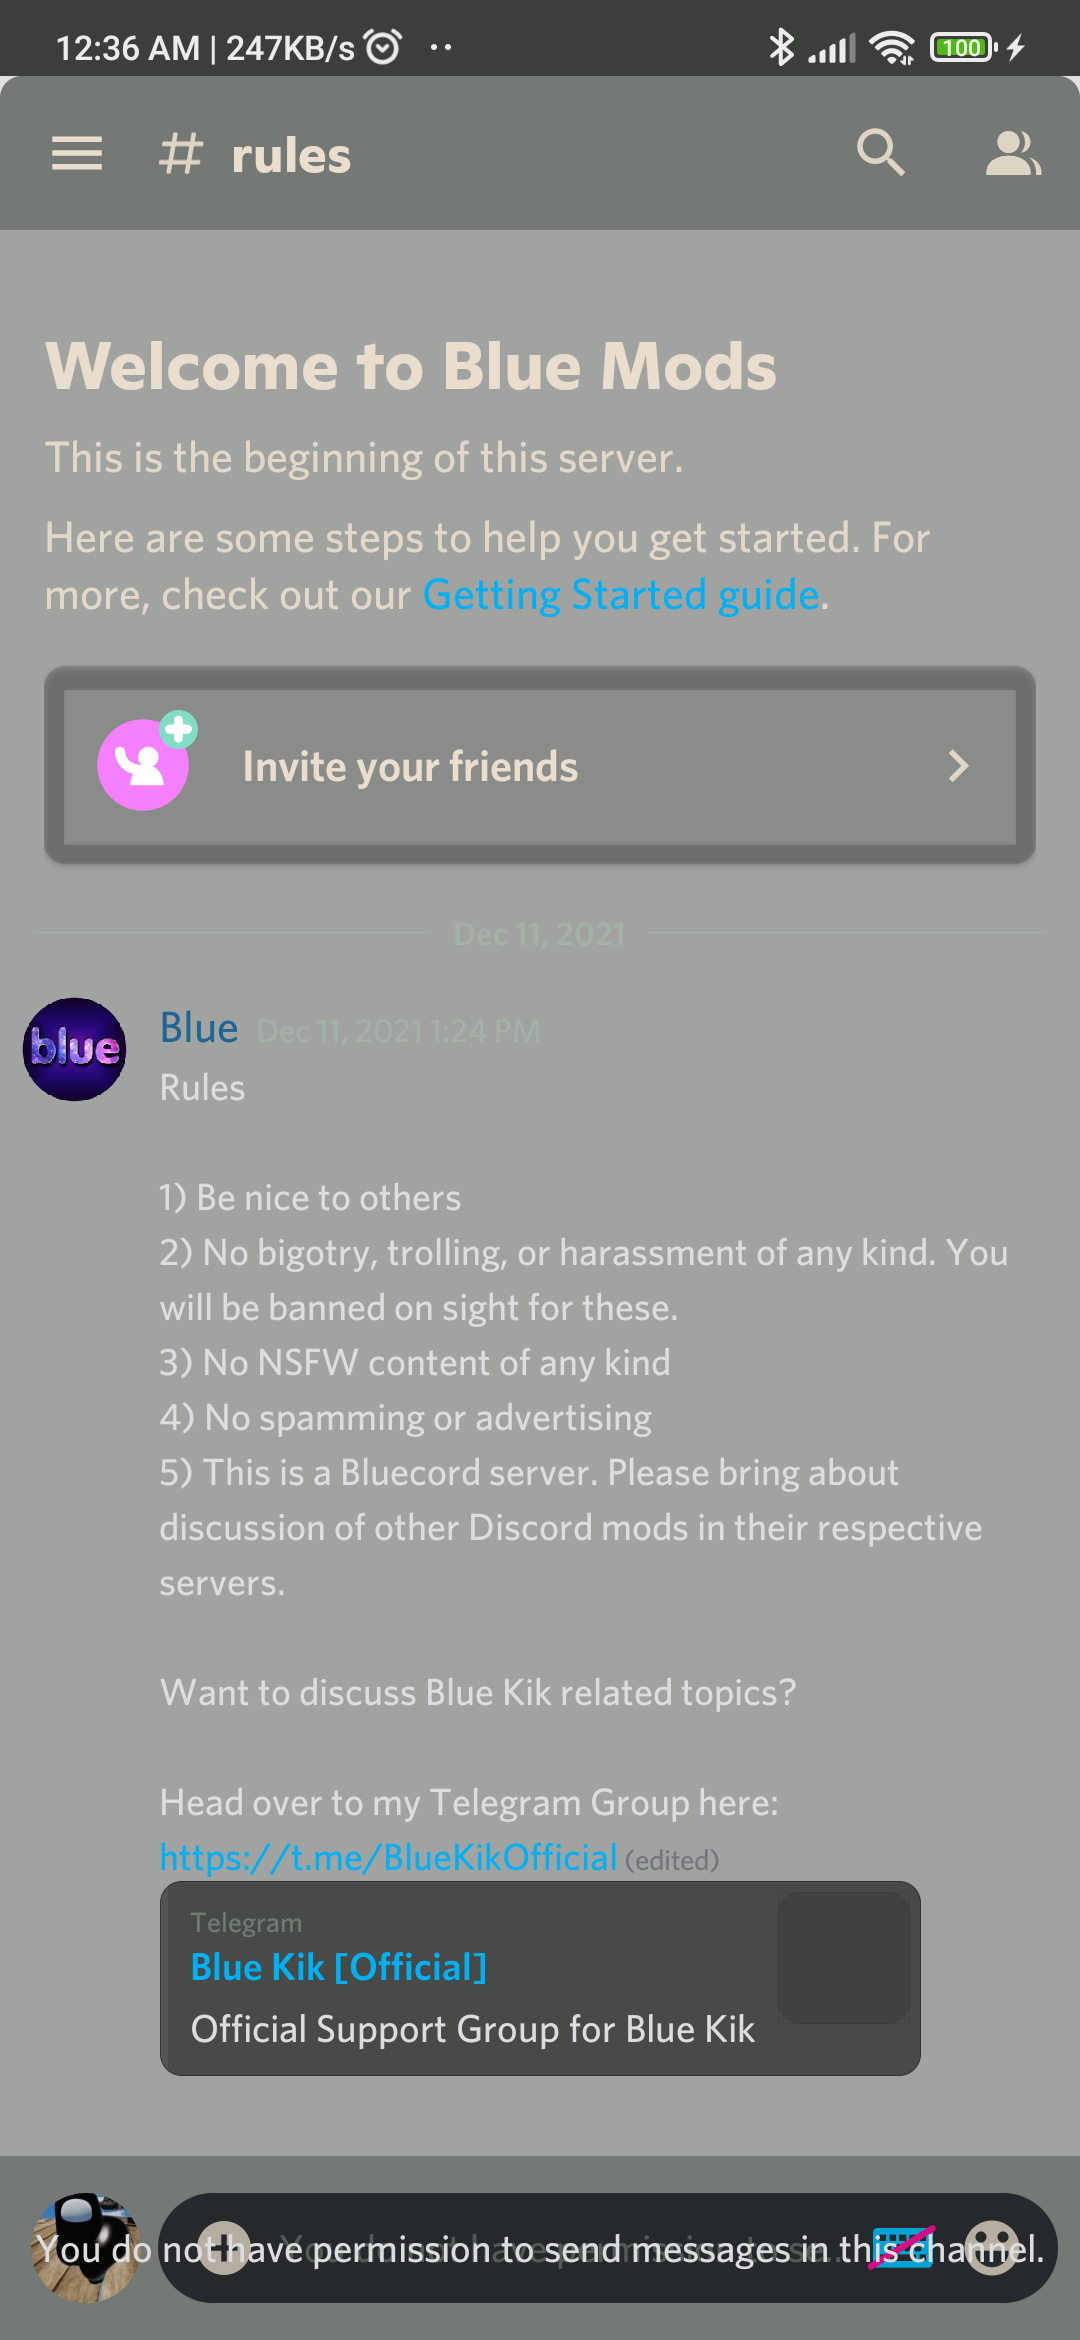 12:36 AM | 247KB/s
100
# rules
Welcome to Blue Mods
This is the beginning of this server.
Here are some steps to help you get started. For
more, check out our Getting Started guide.
Invite your friends
Dec 11, 2021
blue
Blue Dec 11, 2021 1:24 PM
Rules
1) Be nice to others
2) No bigotry, trolling, or harassment of any kind. You
will be banned on sight for these.
3) No NSFW content of any kind
4) No spamming or advertising
5) This is a Bluecord server. Please bring about
discussion of other Discord mods in their respective
servers.
Want to discuss Blue Kik related topics?
Head over to my Telegram Group here:
https://t.me/BlueKikOfficial (edited)
Telegram
Blue Kik [Official]
Official Support Group for Blue Kik
You do not have permission to send messages in this channel.